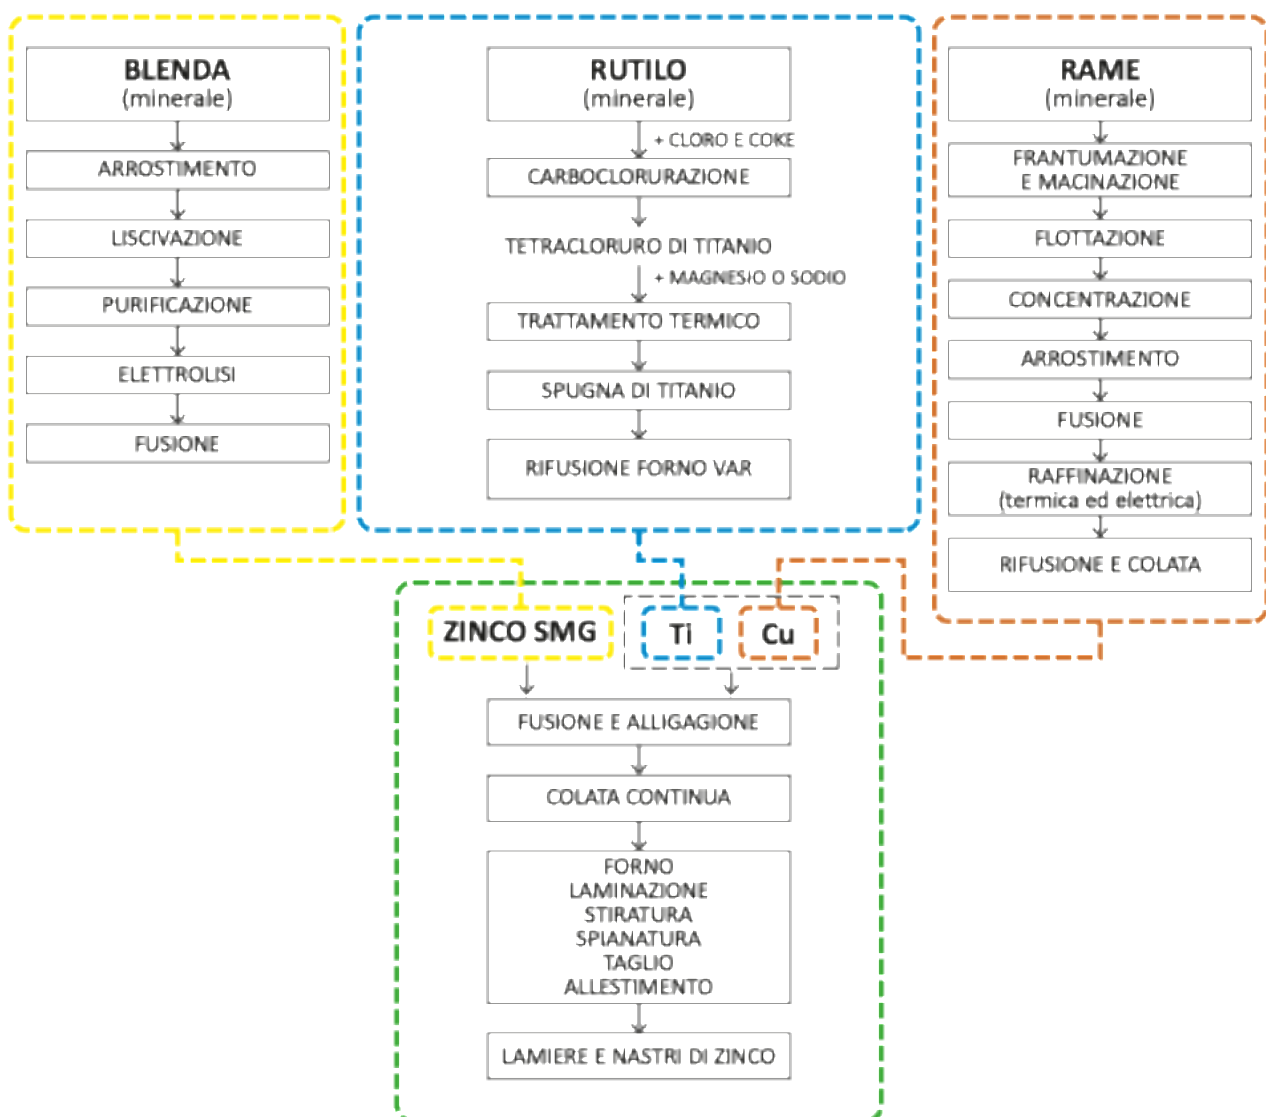 BLENDA
(minerale)
ARROSTIMENTO
LISCIVAZIONE
PURIFICAZIONE
ELETTROLISI
FUSIONE
RUTILO
(minerale)
+ CLORO E COKE
CARBOCLORURAZIONE
TETRACLORURO DI TITANIO
+ MAGNESIO O SODIO
TRATTAMENTO TERMICO
SPUGNA DI TITANIO
RIFUSIONE FORNO VAR
RAME
(minerale)
FRANTUMAZIONE
E MACINAZIONE
FLOTTAZIONE
CONCENTRAZIONE
ARROSTIMENTO
FUSIONE
RAFFINAZIONE
(termica ed elettrica)
RIFUSIONE E COLATA
ZINCO SMG
Ti
Cu
FUSIONE E ALLIGAGIONE
COLATA CONTINUA
FORNO
LAMINAZIONE
STIRATURA
SPIANATURA
TAGLIO
ALLESTIMENTO
LAMIERE E NASTRI DI ZINCO